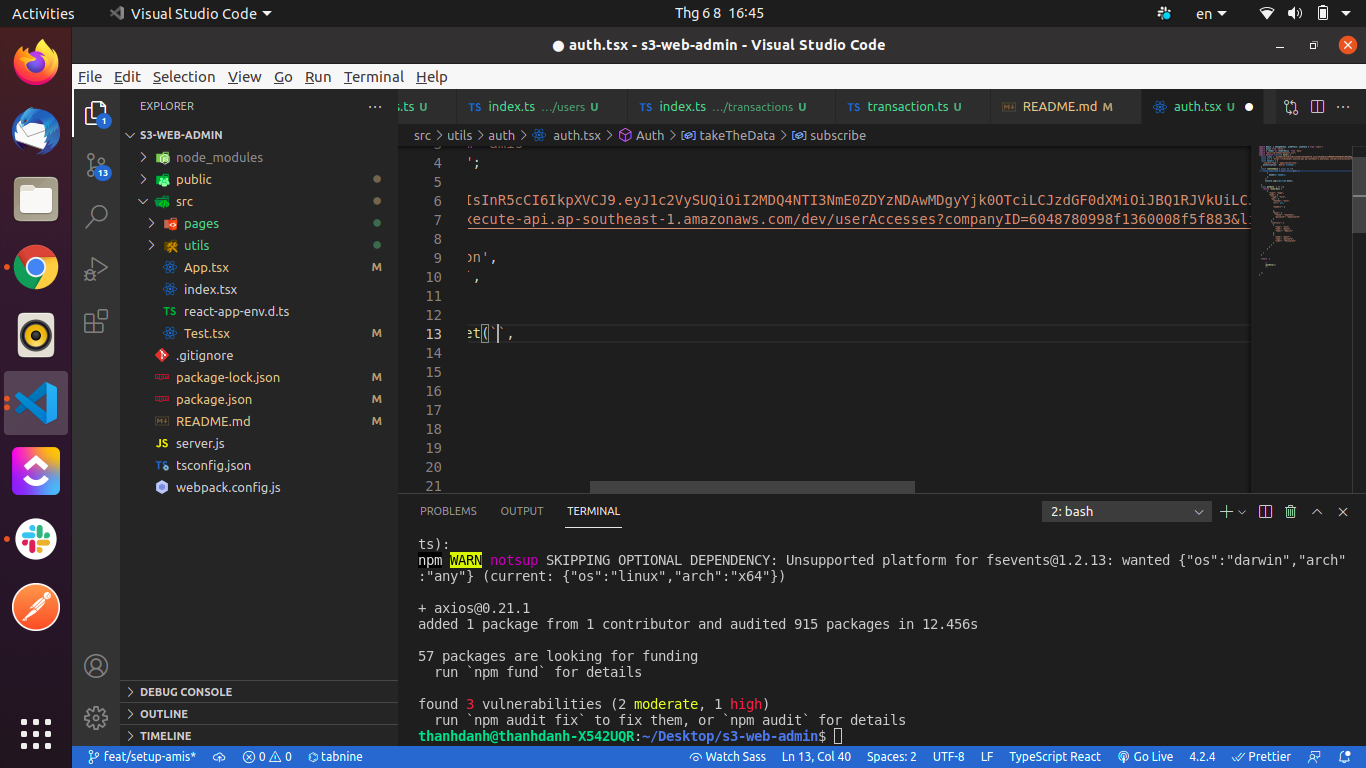 Activities
Visual Studio Code
Thg 6 8 16:45
en
● auth.tsx - s3-web-admin - Visual Studio Code
File Edit Selection View Go Run Terminal Help
EXPLORER
S3-WEB-ADMIN
node_modules
public
src
pages
utils
App.tsx M
index.tsx
TS react-app-env.d.ts
Test.tsx M
.gitignore
package-lock.json M
package.json M
README.md M
JS server.js
tsconfig.json
webpack.config.js
DEBUG CONSOLE
OUTLINE
TIMELINE
1
13
s.ts U
TS index.ts .../users U
TS index.ts .../transactions U
TS transaction.ts U
README.md M
auth.tsx U
src > utils > auth > auth.tsx > Auth > takeTheData > subscribe
4 ';
5
6 IsInR5cCI6IkpXVCJ9.eyJ1c2VySUQiOiI2MDQ4NTI3NmE0ZDYzNDAwMDgyYjk0OTciLCJzdGF0dXMiOiJBQ1RJVkUiLC
7 xecute-api.ap-southeast-1.amazonaws.com/dev/userAccesses?companyID=6048780998f1360008f5f883&l
8
9 on',
10 ',
11
12
13 et(``,
14
15
16
17
18
19
20
21
PROBLEMS OUTPUT TERMINAL
2: bash
ts):
npm WARN notsup SKIPPING OPTIONAL DEPENDENCY: Unsupported platform for fsevents@1.2.13: wanted {"os":"darwin","arch"
:"any"} (current: {"os":"linux","arch":"x64"})
+ axios@0.21.1
added 1 package from 1 contributor and audited 915 packages in 12.456s
57 packages are looking for funding
run `npm fund` for details
found 3 vulnerabilities (2 moderate, 1 high)
run `npm audit fix` to fix them, or `npm audit` for details
thanhdanh@thanhdanh-X542UQR:~/Desktop/s3-web-admin$
feat/setup-amis* 0 0 tabnine
Watch Sass Ln 13, Col 40 Spaces: 2 UTF-8 LF TypeScript React Go Live 4.2.4 Prettier